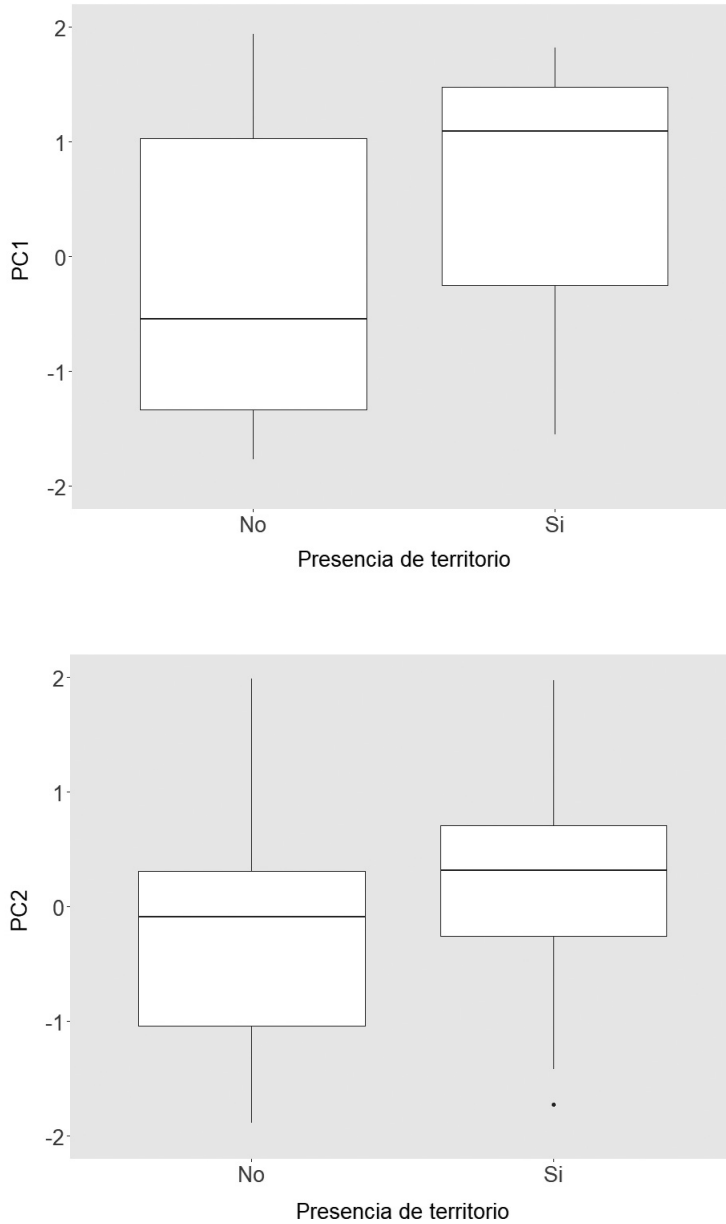 2
1
0
-1
-2
PC1
No Si
Presencia de territorio
2
1
0
-1
-2
PC2
No Si
Presencia de territorio